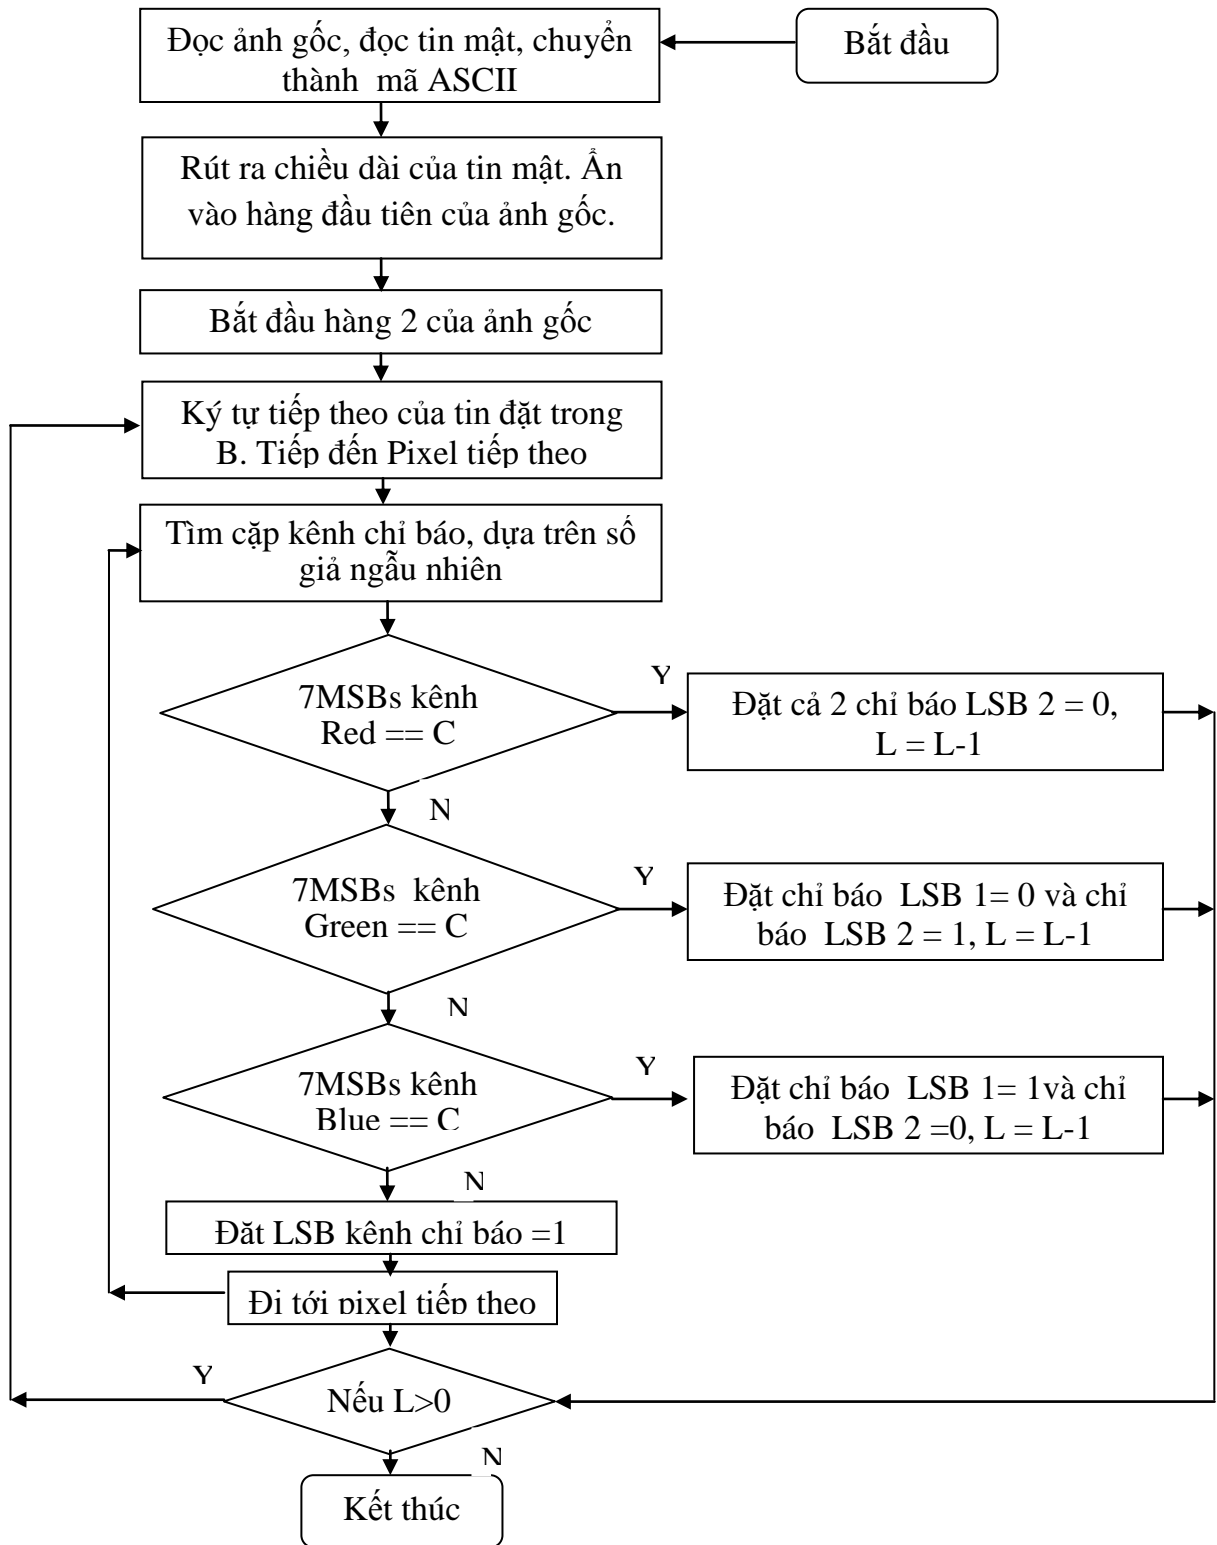 Đọc ảnh gốc, đọc tin mật, chuyển
thành mã ASCII
Bắt đầu
Rút ra chiều dài của tin mật. Ẩn
vào hàng đầu tiên của ảnh gốc.
Bắt đầu hàng 2 của ảnh gốc
Ký tự tiếp theo của tin đặt trong
B. Tiếp đến Pixel tiếp theo
Tìm cặp kênh chỉ báo, dựa trên số
giả ngẫu nhiên
7MSBs kênh
Red == C
Y
Đặt cả 2 chỉ báo LSB 2 = 0,
L = L-1
N
7MSBs kênh
Green == C
Y
Đặt chỉ báo LSB 1= 0 và chỉ
báo LSB 2 = 1, L = L-1
N
7MSBs kênh
Blue == C
Y
Đặt chỉ báo LSB 1= 1và chỉ
báo LSB 2 =0, L = L-1
N
Đăt LSB kênh chỉ báo =1
Đi tới pixel tiếp theo
Y
Nếu L>0
N
Kết thúc